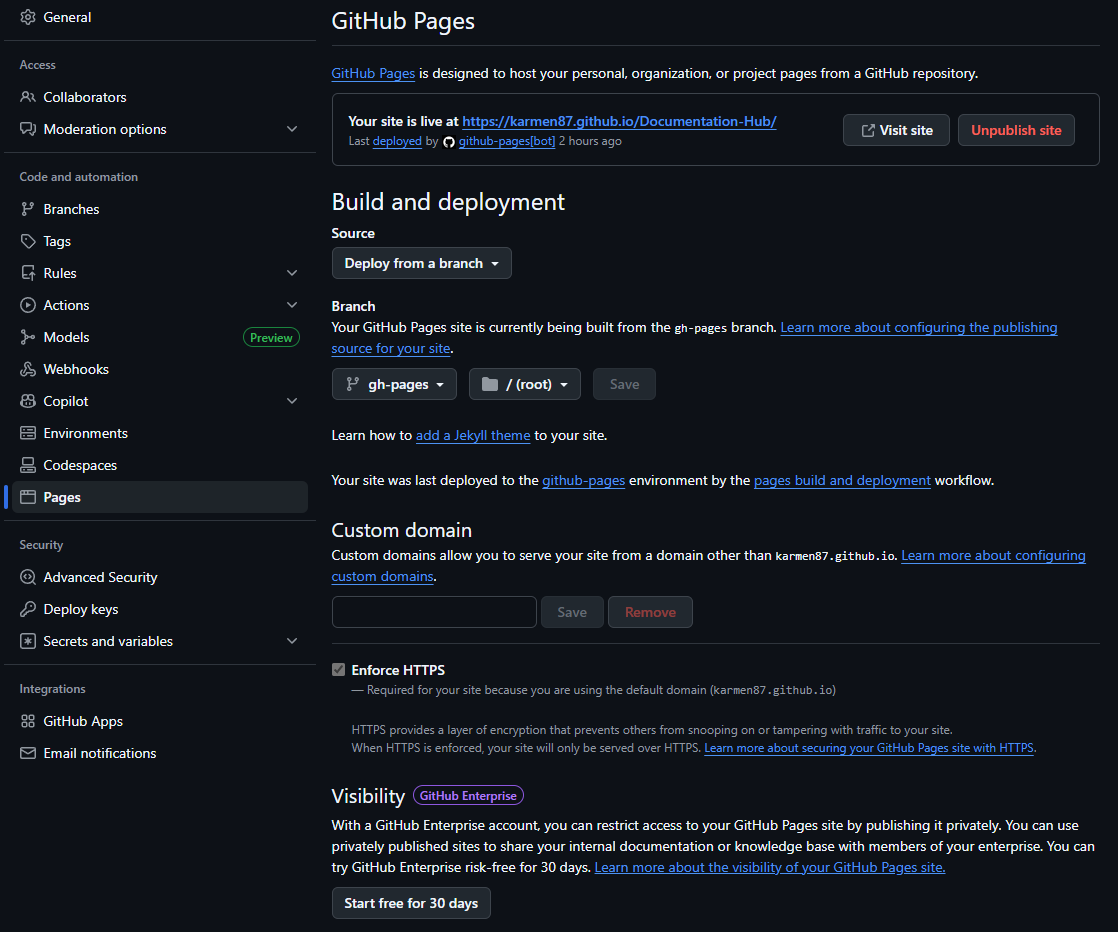 General
Access
Collaborators
Moderation options
Code and automation
Branches
Tags
Rules
Actions
Models
Preview
Webhooks
Copilot
Environments
Codespaces
Pages
Security
Advanced Security
Deploy keys
Secrets and variables
Integrations
GitHub Apps
Email notifications
GitHub Pages
GitHub Pages is designed to host your personal, organization, or project pages from a GitHub repository.
Your site is live at https://karmen87.github.io/Documentation-Hub/
Last deployed by github-pages[bot] 2 hours ago
Visit site
Unpublish site
Build and deployment
Source
Deploy from a branch
Branch
Your GitHub Pages site is currently being built from the gh-pages branch. Learn more about configuring the publishing
source for your site.
gh-pages
/ (root)
Save
Learn how to add a Jekyll theme to your site.
Your site was last deployed to the github-pages environment by the pages build and deployment workflow.
Custom domain
Custom domains allow you to serve your site from a domain other than karmen87.github.io. Learn more about configuring
custom domains.
Save
Remove
Enforce HTTPS
— Required for your site because you are using the default domain (karmen87.github.io)
HTTPS provides a layer of encryption that prevents others from snooping on or tampering with traffic to your site.
When HTTPS is enforced, your site will only be served over HTTPS. Learn more about securing your GitHub Pages site with HTTPS.
Visibility
GitHub Enterprise
With a GitHub Enterprise account, you can restrict access to your GitHub Pages site by publishing it privately. You can use
privately published sites to share your internal documentation or knowledge base with members of your enterprise. You can
try GitHub Enterprise risk-free for 30 days. Learn more about the visibility of your GitHub Pages site.
Start free for 30 days